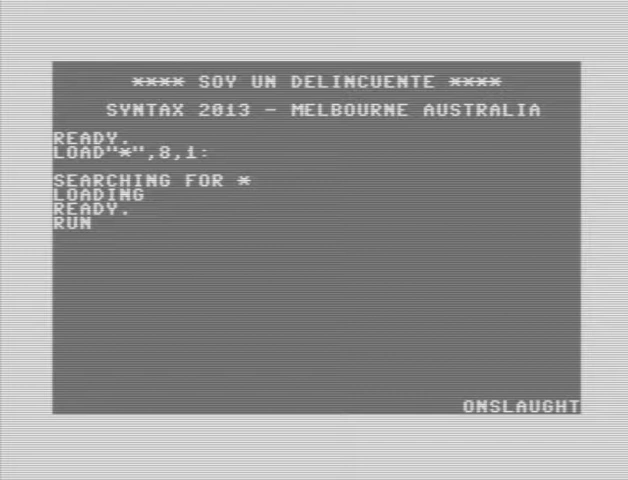 **** SOY UN DELINCUENTE ****
SYNTAX 2013 - MELBOURNE AUSTRALIA
READY.
LOAD"*",8,1:
SEARCHING FOR *
LOADING
READY.
RUN
ONSLAUGHT